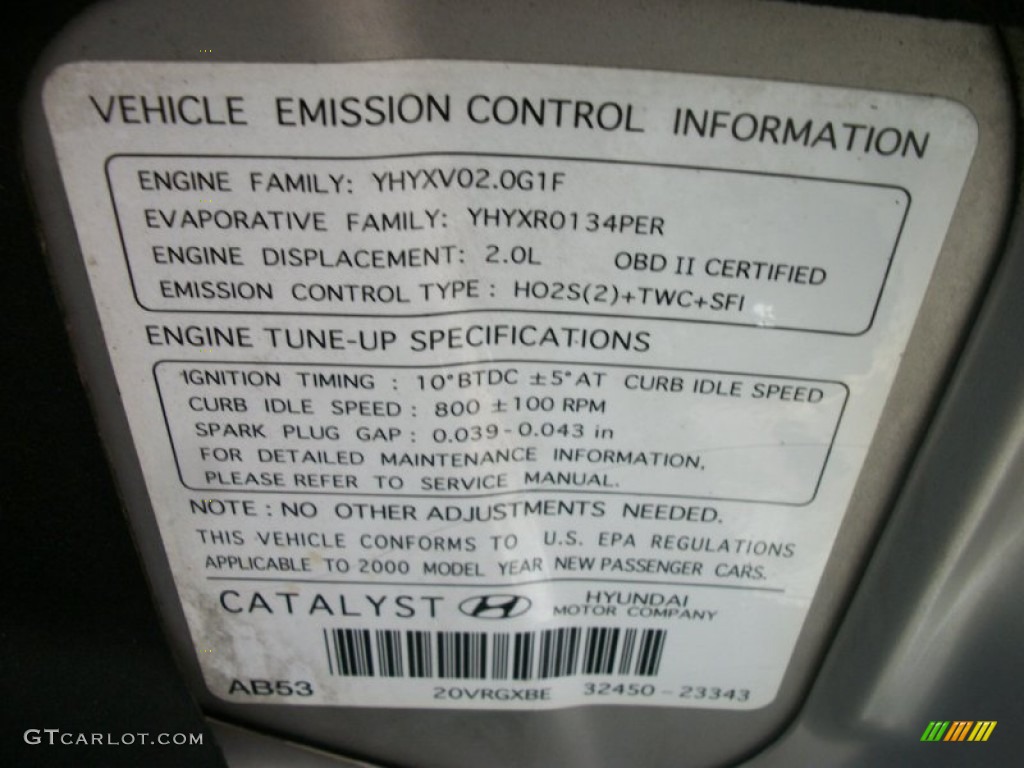 VEHICLE EMISSION CONTROL INFORMATION
ENGINE FAMILY: YHYXV02.0G1F
EVAPORATIVE FAMILY: YHYXR0134PER
ENGINE DISPLACEMENT: 2.0L OBD II CERTIFIED
EMISSION CONTROL TYPE : HO2S(2)+TWC+SFI
ENGINE TUNE-UP SPECIFICATIONS
IGNITION TIMING : 10°BTDC ±5°AT CURB IDLE SPEED
CURB IDLE SPEED : 800 ±100 RPM
SPARK PLUG GAP : 0.039-0.043 in
FOR DETAILED MAINTENANCE INFORMATION,
PLEASE REFER TO SERVICE MANUAL.
NOTE : NO OTHER ADJUSTMENTS NEEDED.
THIS VEHICLE CONFORMS TO U.S. EPA REGULATIONS
APPLICABLE TO 2000 MODEL YEAR NEW PASSENGER CARS.
CATALYST HYUNDAI
MOTOR COMPANY
AB53 20VRGXBE 32450-23343
GTCARLOT.COM